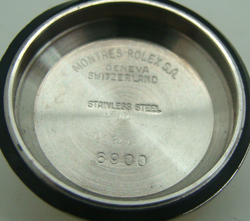 MONTRES ROLEX S.A.
GENEVA
SWITZERLAND
STAINLESS STEEL
6900